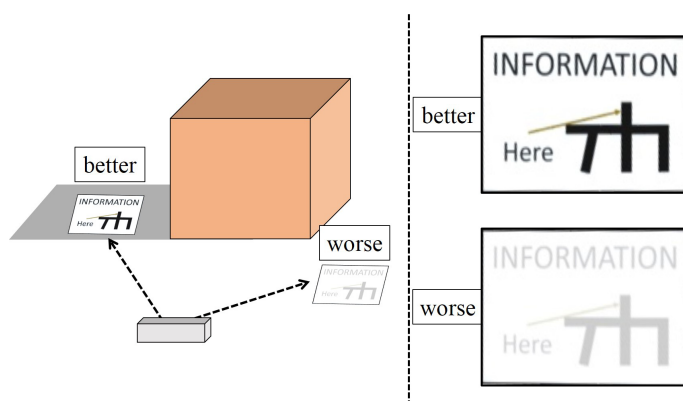 better
INFORMATION
Here
worse
INFORMATION
Here
better
INFORMATION
Here
worse
INFORMATION
Here